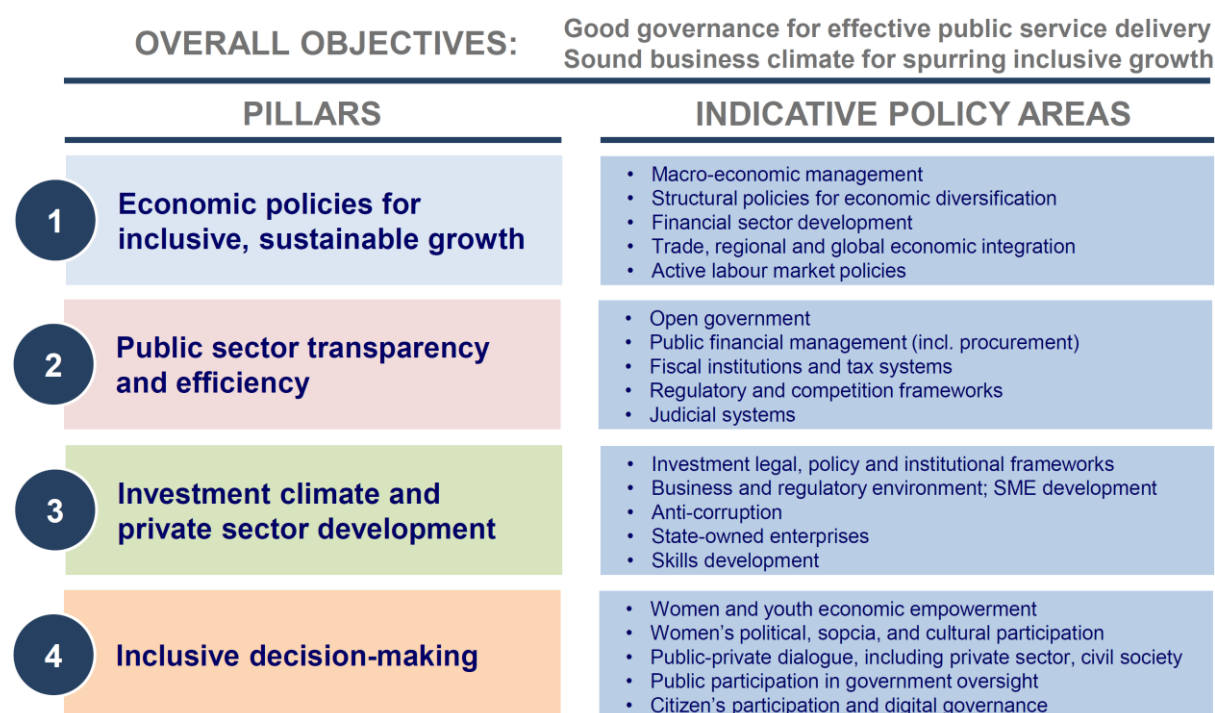 OVERALL OBJECTIVES:
Good governance for effective public service delivery
Sound business climate for spurring inclusive growth
PILLARS
INDICATIVE POLICY AREAS
1
Economic policies for
inclusive, sustainable growth
• Macro-economic management
• Structural policies for economic diversification
• Financial sector development
• Trade, regional and global economic integration
• Active labour market policies
2
Public sector transparency
and efficiency
• Open government
• Public financial management (incl. procurement)
• Fiscal institutions and tax systems
• Regulatory and competition frameworks
• Judicial systems
3
Investment climate and
private sector development
• Investment legal, policy and institutional frameworks
• Business and regulatory environment; SME development
• Anti-corruption
• State-owned enterprises
• Skills development
4
Inclusive decision-making
• Women and youth economic empowerment
• Women’s political, sopcia, and cultural participation
• Public-private dialogue, including private sector, civil society
• Public participation in government oversight
• Citizen’s participation and digital governance